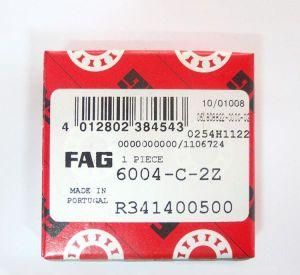 10/01008
4 012802 384543
0254H1122
0000000000/1106724
FAG
1 PIECE
6004-C-2Z
MADE IN
PORTUGAL
R341400500